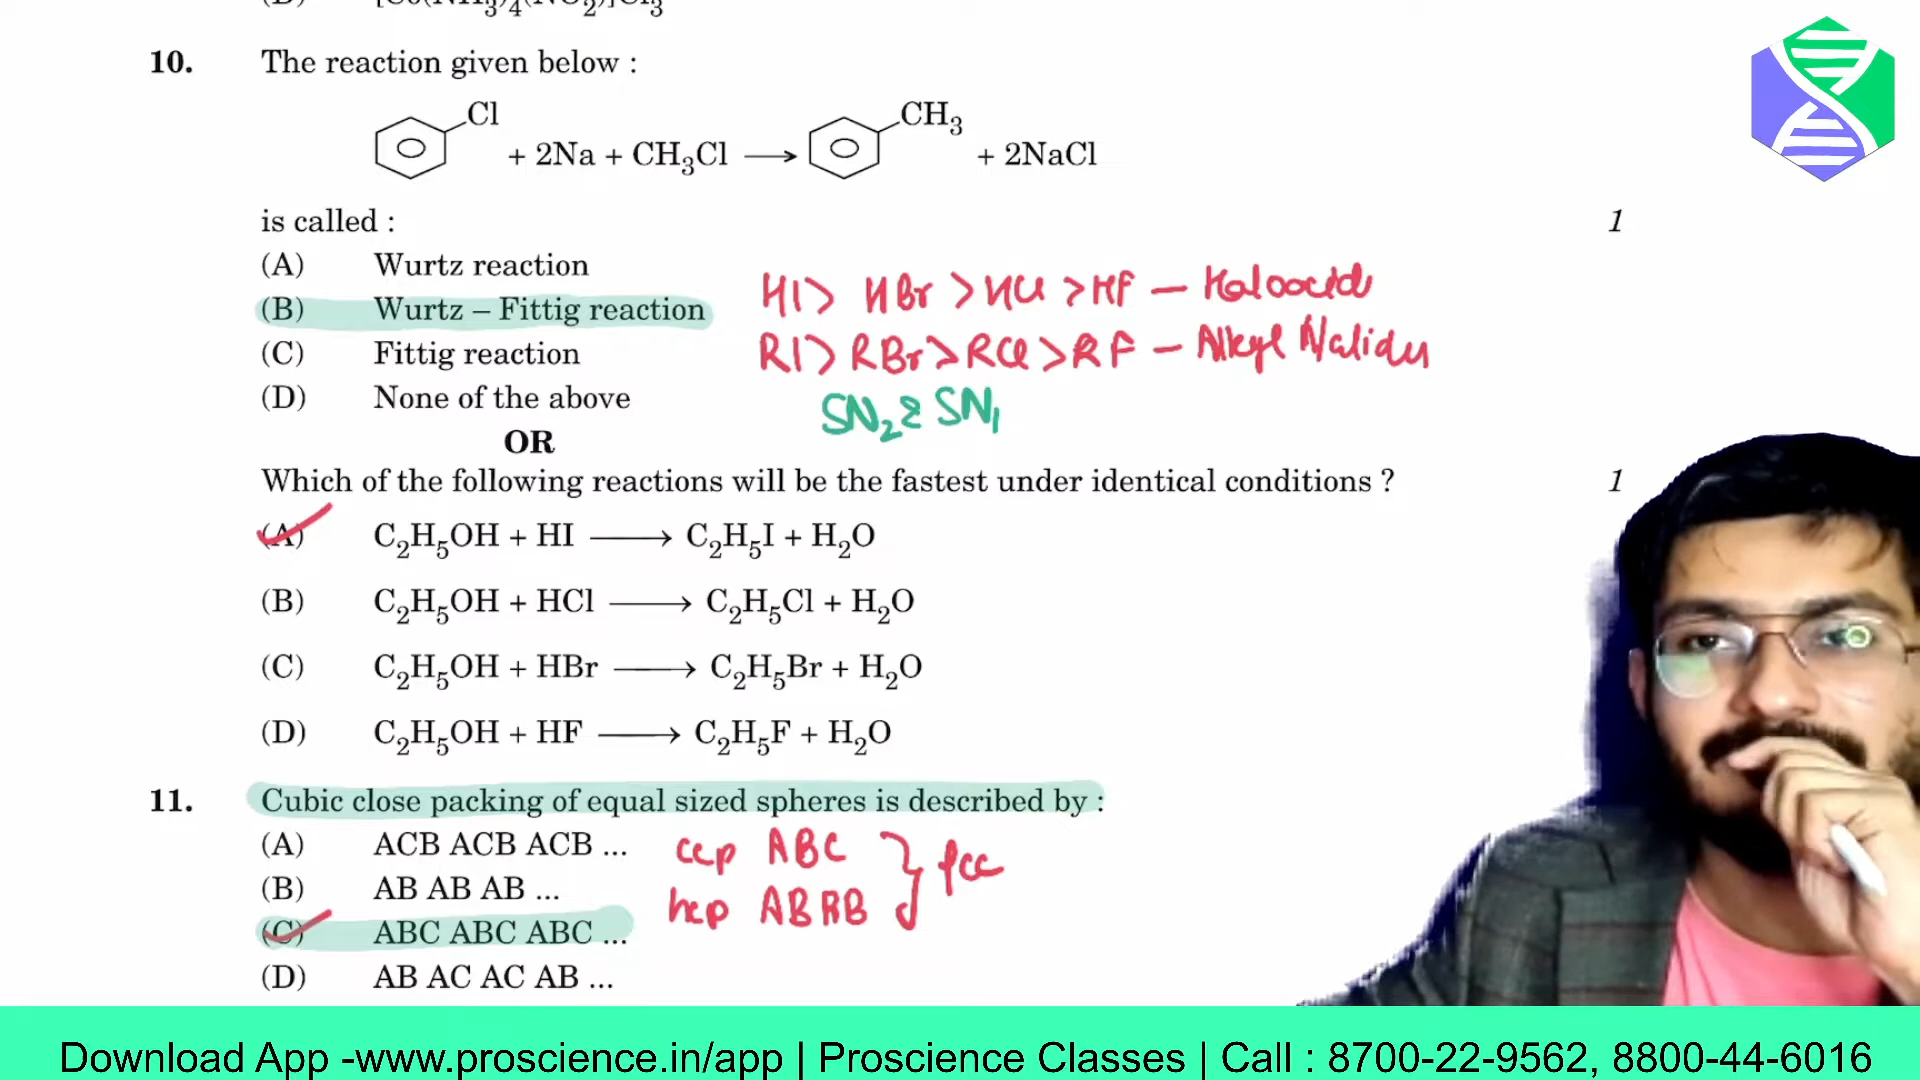 (D) [Co(NH₃)₄(NO₂)]Cl₃
10. The reaction given below :
Cl
CH₃
+ 2Na + CH₃Cl ⟶ + 2NaCl
is called : 1
(A) Wurtz reaction
(B) Wurtz – Fittig reaction
(C) Fittig reaction
(D) None of the above
HI > HBr > HCl > HF – Haloacid
RI > RBr > RCl > RF – Alkyl Halides
SN₂ & SN₁
OR
Which of the following reactions will be the fastest under identical conditions ? 1
(A) C₂H₅OH + HI ⟶ C₂H₅I + H₂O
(B) C₂H₅OH + HCl ⟶ C₂H₅Cl + H₂O
(C) C₂H₅OH + HBr ⟶ C₂H₅Br + H₂O
(D) C₂H₅OH + HF ⟶ C₂H₅F + H₂O
11. Cubic close packing of equal sized spheres is described by :
(A) ACB ACB ACB ...
(B) AB AB AB ...
(C) ABC ABC ABC ...
(D) AB AC AC AB ...
ccp ABC
hcp ABAB } fcc
Download App -www.proscience.in/app | Proscience Classes | Call : 8700-22-9562, 8800-44-6016